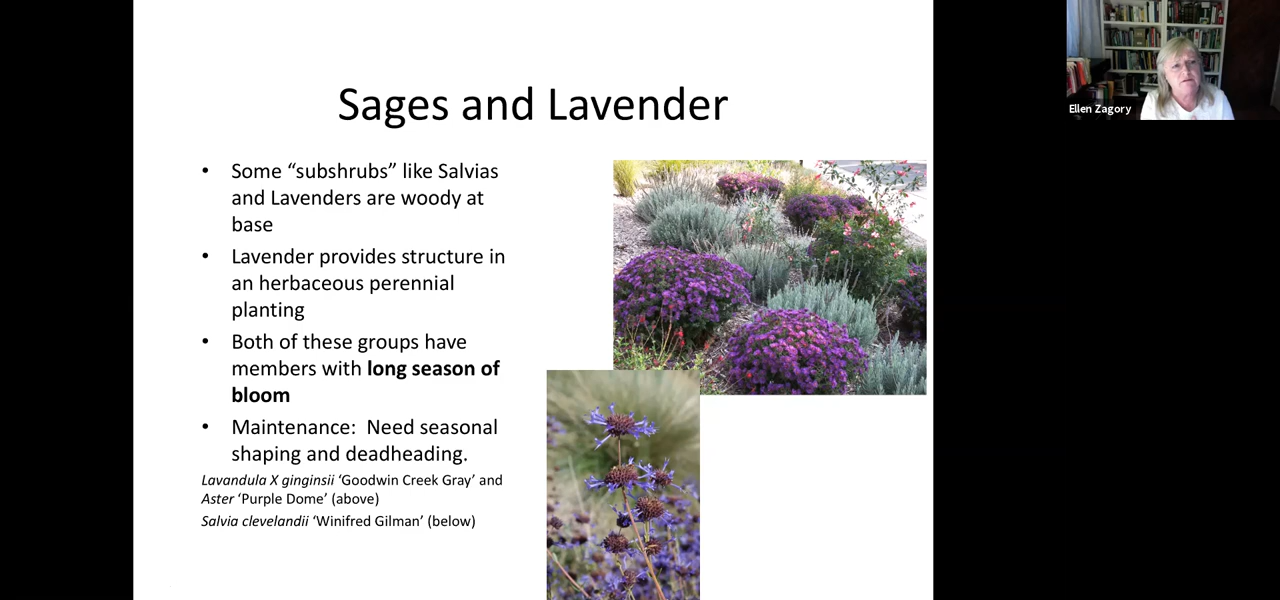 Sages and Lavender
• Some “subshrubs” like Salvias
and Lavenders are woody at
base
• Lavender provides structure in
an herbaceous perennial
planting
• Both of these groups have
members with long season of
bloom
• Maintenance:  Need seasonal
shaping and deadheading.
Lavandula X ginginsii ‘Goodwin Creek Gray’ and
Aster ‘Purple Dome’ (above)
Salvia clevelandii ‘Winifred Gilman’ (below)
Ellen Zagory